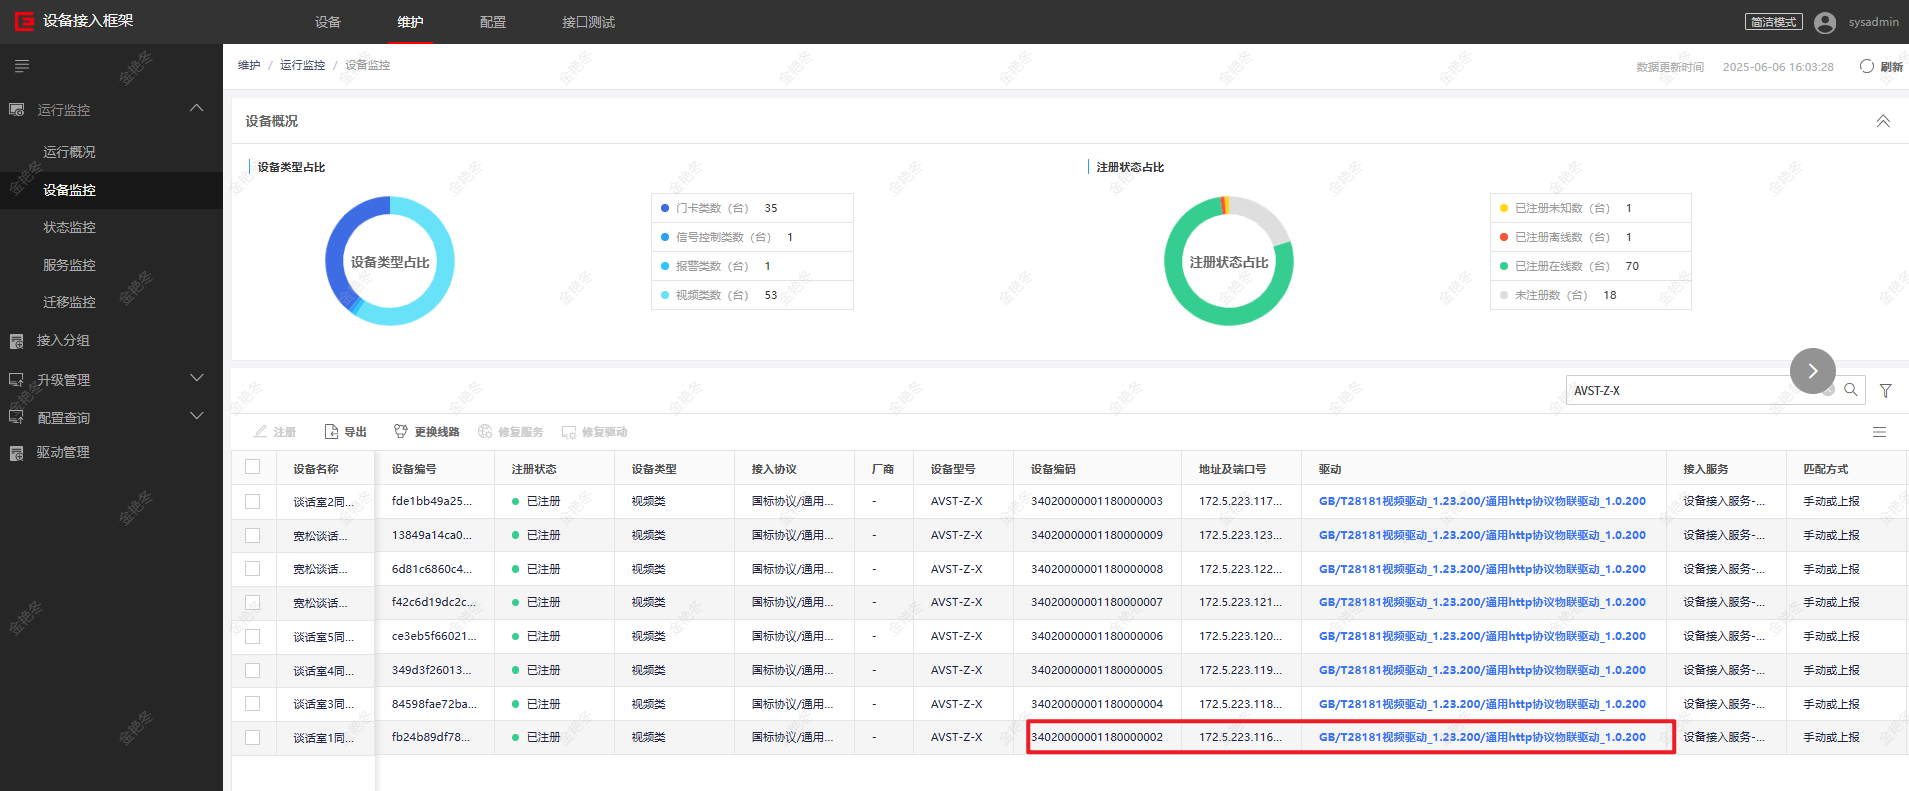 设备接入框架 设备 维护 配置 接口测试 简洁模式 sysadmin
维护 / 运行监控 / 设备监控 数据更新时间 2025-06-06 16:03:28 刷新
运行监控
运行概况
设备监控
状态监控
服务监控
迁移监控
接入分组
升级管理
配置查询
驱动管理
设备概况
设备类型占比
设备类型占比
门卡类数（台） 35
信号控制类数（台） 1
报警类数（台） 1
视频类数（台） 53
注册状态占比
注册状态占比
已注册未知数（台） 1
已注册离线数（台） 1
已注册在线数（台） 70
未注册数（台） 18
AVST-Z-X
注册 导出 更换线路 修复服务 修复驱动
设备名称 设备编号 注册状态 设备类型 接入协议 厂商 设备型号 设备编码 地址及端口号 驱动 接入服务 匹配方式
谈话室2同... fde1bb49a25... 已注册 视频类 国标协议/通用... - AVST-Z-X 34020000001180000003 172.5.223.117... GB/T28181视频驱动_1.23.200/通用http协议物联驱动_1.0.200 设备接入服务-... 手动或上报
宽松谈话... 13849a14ca0... 已注册 视频类 国标协议/通用... - AVST-Z-X 34020000001180000009 172.5.223.123... GB/T28181视频驱动_1.23.200/通用http协议物联驱动_1.0.200 设备接入服务-... 手动或上报
宽松谈话... 6d81c6860c4... 已注册 视频类 国标协议/通用... - AVST-Z-X 34020000001180000008 172.5.223.122... GB/T28181视频驱动_1.23.200/通用http协议物联驱动_1.0.200 设备接入服务-... 手动或上报
宽松谈话... f42c6d19dc2c... 已注册 视频类 国标协议/通用... - AVST-Z-X 34020000001180000007 172.5.223.121... GB/T28181视频驱动_1.23.200/通用http协议物联驱动_1.0.200 设备接入服务-... 手动或上报
谈话室5同... ce3eb5f66021... 已注册 视频类 国标协议/通用... - AVST-Z-X 34020000001180000006 172.5.223.120... GB/T28181视频驱动_1.23.200/通用http协议物联驱动_1.0.200 设备接入服务-... 手动或上报
谈话室4同... 349d3f26013... 已注册 视频类 国标协议/通用... - AVST-Z-X 34020000001180000005 172.5.223.119... GB/T28181视频驱动_1.23.200/通用http协议物联驱动_1.0.200 设备接入服务-... 手动或上报
谈话室3同... 84598fae72ba... 已注册 视频类 国标协议/通用... - AVST-Z-X 34020000001180000004 172.5.223.118... GB/T28181视频驱动_1.23.200/通用http协议物联驱动_1.0.200 设备接入服务-... 手动或上报
谈话室1同... fb24b89df78... 已注册 视频类 国标协议/通用... - AVST-Z-X 34020000001180000002 172.5.223.116... GB/T28181视频驱动_1.23.200/通用http协议物联驱动_1.0.200 设备接入服务-... 手动或上报
金艳冬